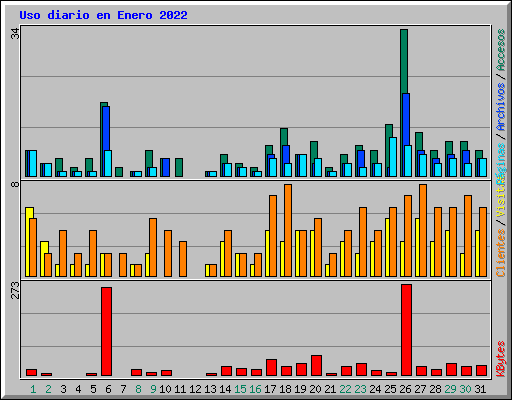 Uso diario en Enero 2022
34
8
273
Accesos / Archivos / Páginas
Clientes / visitas
KBytes
1 2 3 4 5 6 7 8 9 10 11 12 13 14 15 16 17 18 19 20 21 22 23 24 25 26 27 28 29 30 31